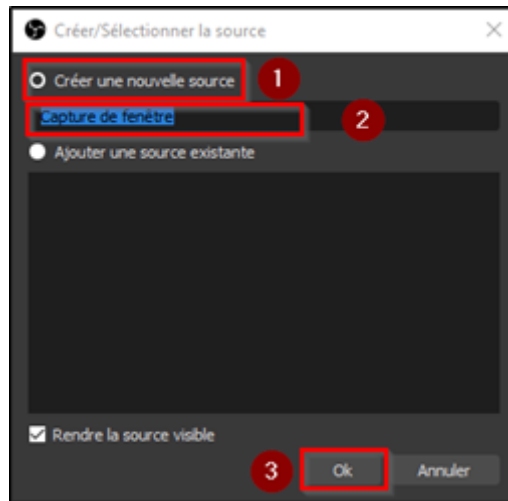 Créer/Sélectionner la source
Créer une nouvelle source 1
Capture de fenêtre 2
Ajouter une source existante
Rendre la source visible
3 Ok Annuler